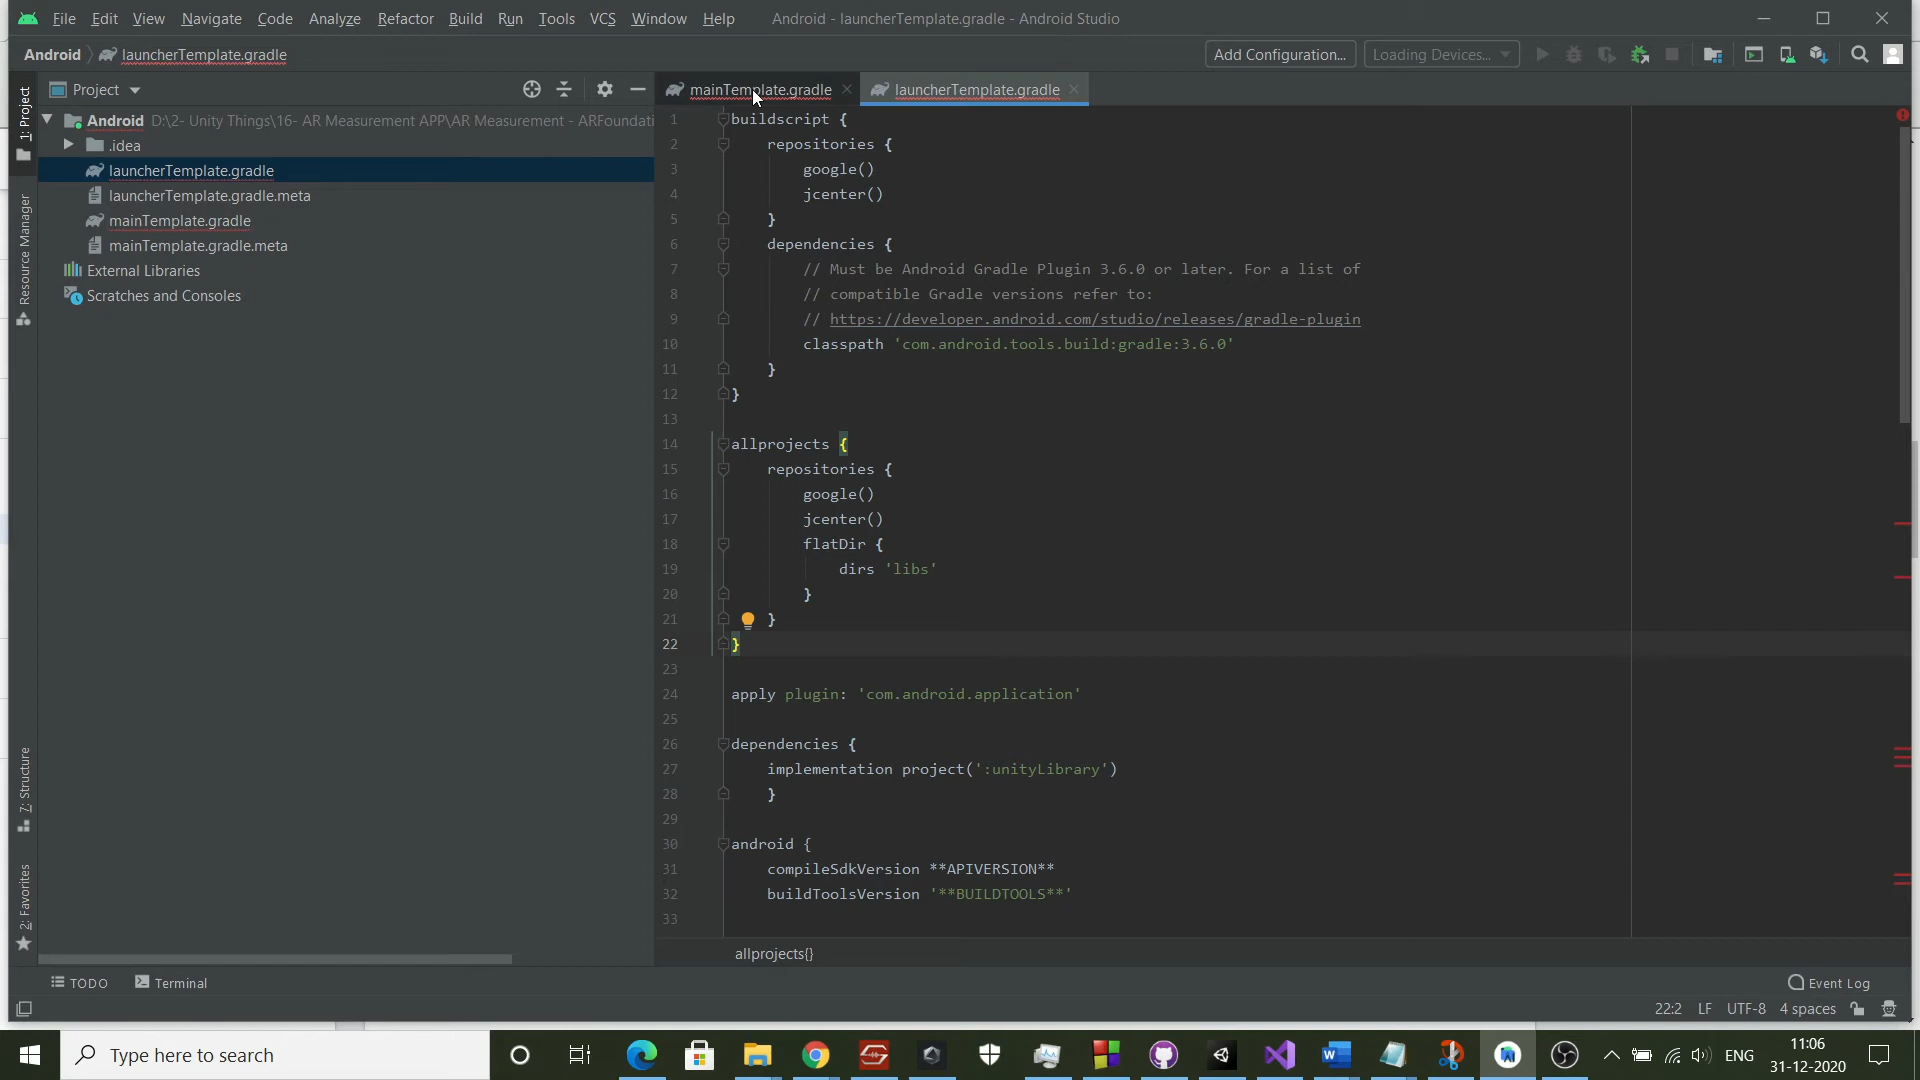 File Edit View Navigate Code Analyze Refactor Build Run Tools VCS Window Help Android - launcherTemplate.gradle - Android Studio
Android launcherTemplate.gradle Add Configuration... Loading Devices...
Project mainTemplate.gradle launcherTemplate.gradle
1: Project
Resource Manager
7: Structure
2: Favorites
Android D:\2- Unity Things\16- AR Measurement APP\AR Measurement - ARFoundati
.idea
launcherTemplate.gradle
launcherTemplate.gradle.meta
mainTemplate.gradle
mainTemplate.gradle.meta
External Libraries
Scratches and Consoles
1 buildscript {
2 repositories {
3 google()
4 jcenter()
5 }
6 dependencies {
7 // Must be Android Gradle Plugin 3.6.0 or later. For a list of
8 // compatible Gradle versions refer to:
9 // https://developer.android.com/studio/releases/gradle-plugin
10 classpath 'com.android.tools.build:gradle:3.6.0'
11 }
12 }
13
14 allprojects {
15 repositories {
16 google()
17 jcenter()
18 flatDir {
19 dirs 'libs'
20 }
21 }
22 }
23
24 apply plugin: 'com.android.application'
25
26 dependencies {
27 implementation project(':unityLibrary')
28 }
29
30 android {
31 compileSdkVersion **APIVERSION**
32 buildToolsVersion '**BUILDTOOLS**'
33
allprojects{}
TODO Terminal Event Log
22:2 LF UTF-8 4 spaces
Type here to search
ENG
11:06
31-12-2020